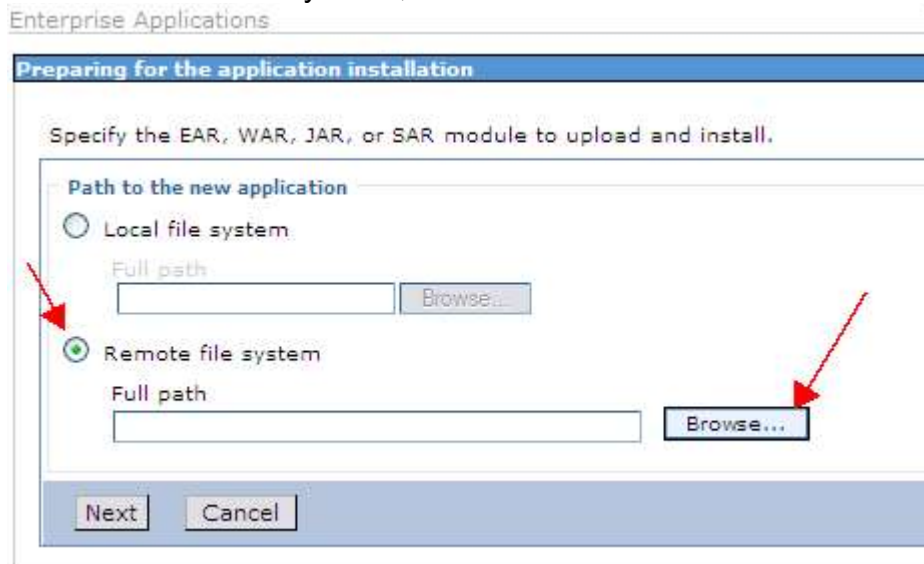 Enterprise Applications
Preparing for the application installation
Specify the EAR, WAR, JAR, or SAR module to upload and install.
Path to the new application
Local file system
Full path
Browse...
Remote file system
Full path
Browse...
Next Cancel